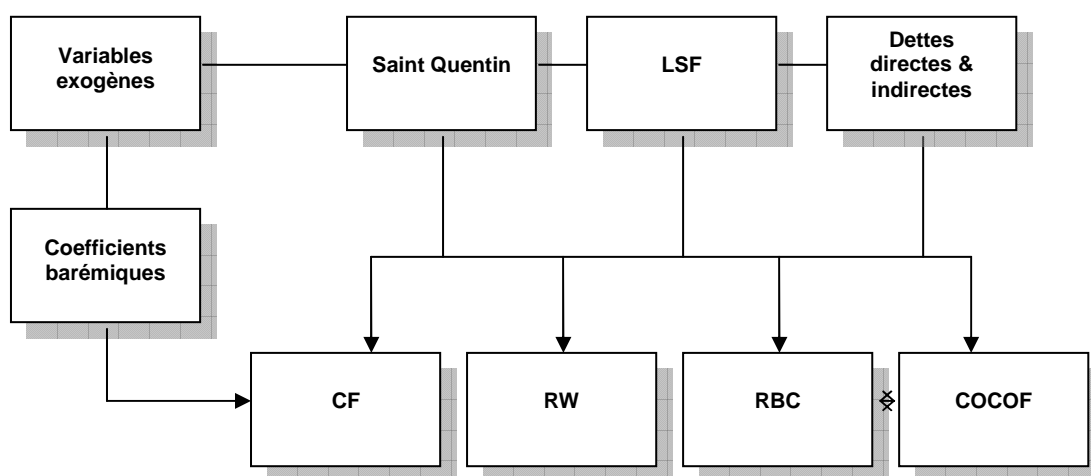 Variables
exogènes
Saint Quentin
LSF
Dettes
directes &
indirectes
Coefficients
barémiques
CF
RW
RBC
COCOF